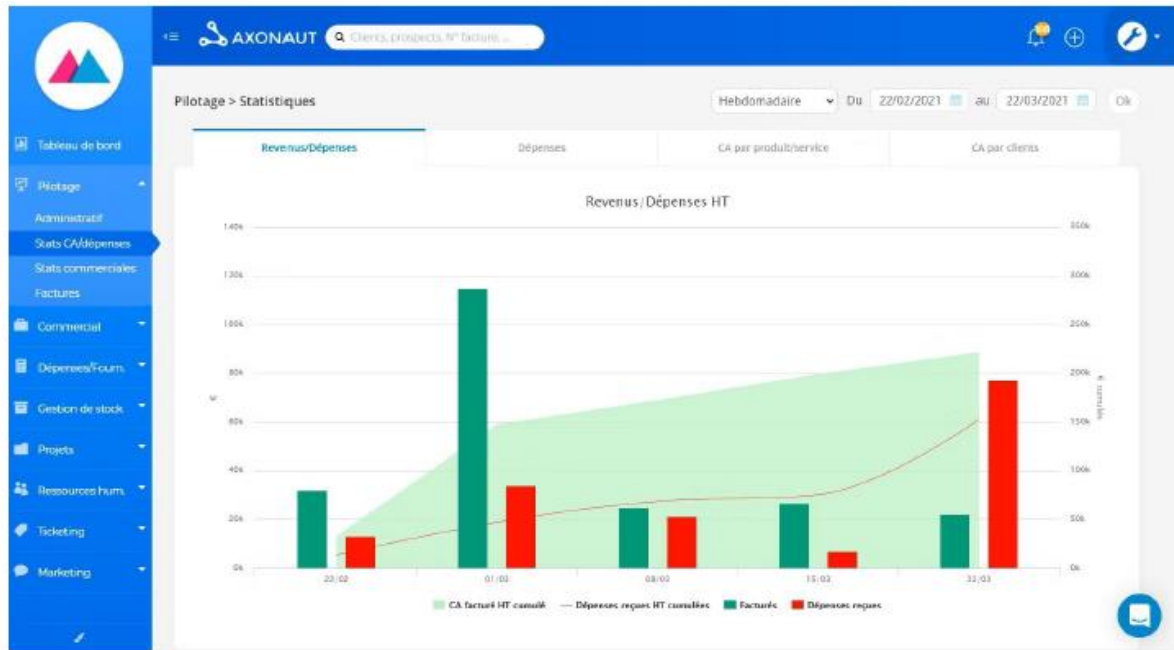 AXONAUT
Clients, prospects, N° facture, ...
Pilotage > Statistiques
Hebdomadaire Du 22/02/2021 au 22/03/2021 Ok
Tableau de bord
Pilotage
Administratif
Stats CA/dépenses
Stats commerciales
Factures
Commercial
Dépenses/Fourn.
Gestion de stock
Projets
Ressources hum.
Ticketing
Marketing
Revenus/Dépenses Dépenses CA par produit/service CA par clients
Revenus/Dépenses HT
140k 350k
120k 300k
100k 250k
80k 200k
60k 150k
40k 100k
20k 50k
0k 0k
€
€ cumulés
22/02 01/03 08/03 15/03 22/03
CA facturé HT cumulé Dépenses reçues HT cumulées Facturés Dépenses reçues